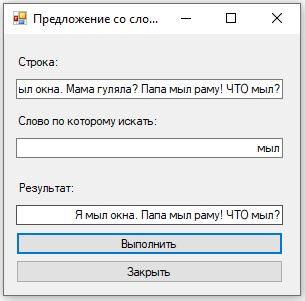 Предложение со сло...
Строка:
ыл окна. Мама гуляла? Папа мыл раму! ЧТО мыл?
Слово по которому искать:
мыл
Результат:
Я мыл окна. Папа мыл раму! ЧТО мыл?
Выполнить
Закрыть